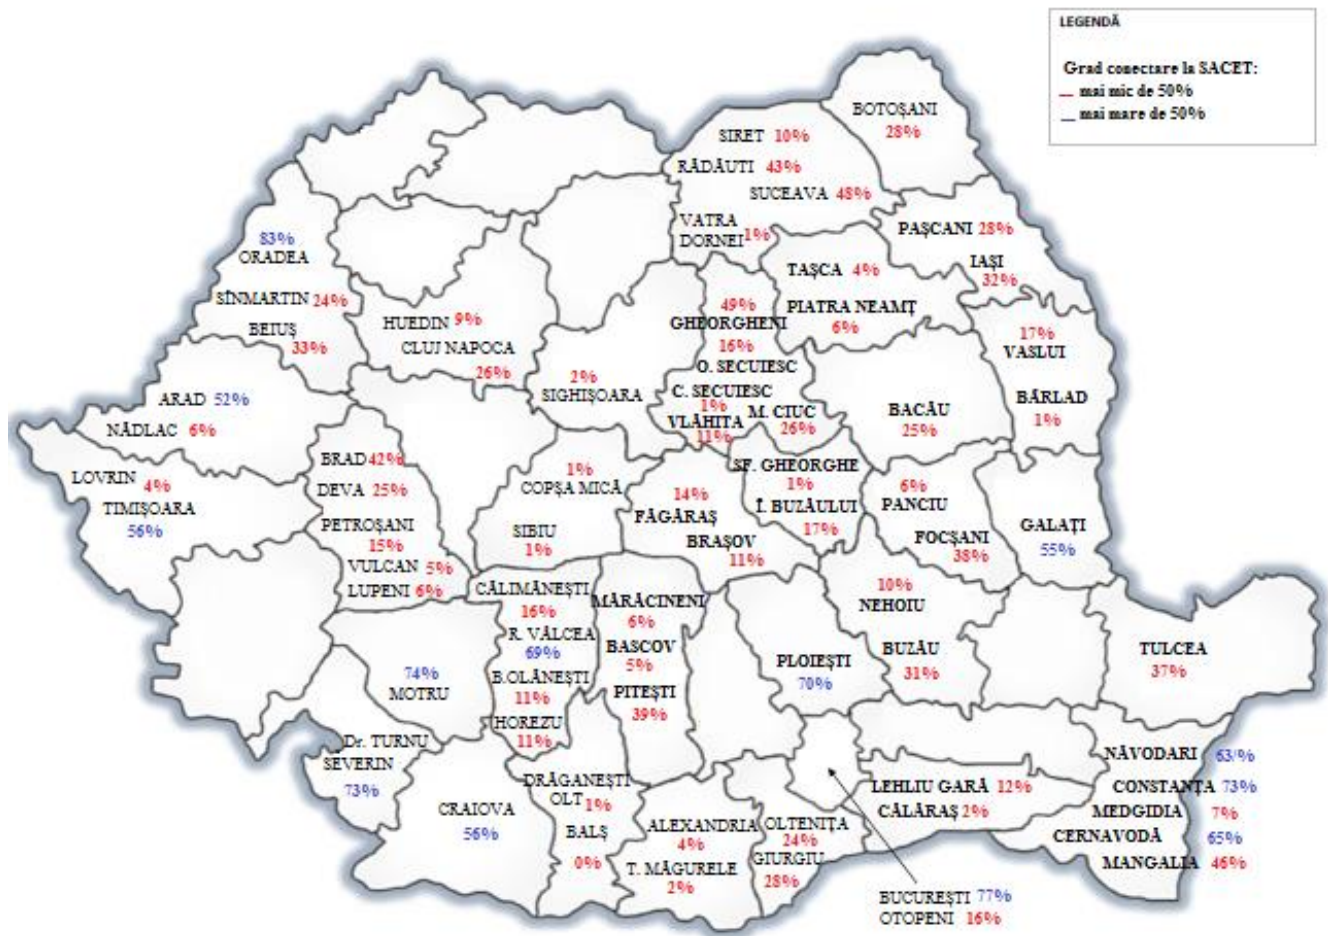 LEGENDĂ
Grad conectare la SACET:
mai mic de 50%
mai mare de 50%
BOTOȘANI
28%
SIRET 10%
RĂDĂUTI 43%
SUCEAVA 48%
VATRA
DORNEI 1%
PAȘCANI 28%
IAȘI
32%
83%
ORADEA
SÎNMARTIN 24%
BEIUȘ
33%
TAȘCA 4%
PIATRA NEAMȚ
6%
HUEDIN 9%
CLUJ NAPOCA
26%
49%
GHEORGHENI
16%
O. SECUIESC
C. SECUIESC
1%
M. CIUC
26%
VLĂHITA
11%
17%
VASLUI
BÂRLAD
1%
2%
SIGHIȘOARA
BACĂU
25%
ARAD 52%
NĂDLAC 6%
LOVRIN
4%
TIMIȘOARA
56%
BRAD 42%
DEVA 25%
PETROȘANI
15%
VULCAN 5%
LUPENI 6%
1%
COPȘA MICĂ
SIBIU
1%
14%
FĂGĂRAȘ
BRAȘOV
11%
SF. GHEORGHE
1%
Î. BUZĂULUI
17%
6%
PANCIU
FOCȘANI
38%
GALAȚI
55%
CĂLIMĂNEȘTI
16%
R. VÂLCEA
69%
B.OLĂNEȘTI
11%
HOREZU
11%
MĂRĂCINENI
6%
BASCOV
5%
PITEȘTI
39%
10%
NEHOIU
BUZĂU
31%
PLOIEȘTI
70%
TULCEA
37%
74%
MOTRU
Dr. TURNU
SEVERIN
73%
CRAIOVA
56%
DRĂGANEȘTI
OLT 1%
BALȘ
0%
ALEXANDRIA
4%
T. MĂGURELE
2%
OLTENIȚA
24%
GIURGIU
28%
LEHLIU GARĂ 12%
CĂLĂRAȘ 2%
NĂVODARI
CONSTANȚA 73%
MEDGIDIA 7%
CERNAVODĂ 65%
MANGALIA 46%
BUCUREȘTI 77%
OTOPENI 16%